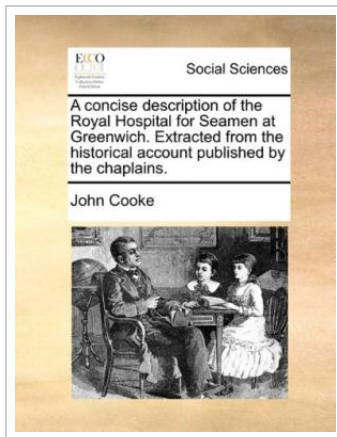 ECCO
Social Sciences
A concise description of the
Royal Hospital for Seamen at
Greenwich. Extracted from the
historical account published by
the chaplains.
John Cooke